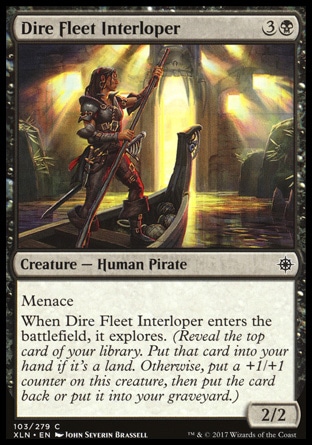 Dire Fleet Interloper 3
Creature — Human Pirate
Menace
When Dire Fleet Interloper enters the
battlefield, it explores. (Reveal the top
card of your library. Put that card into your
hand if it's a land. Otherwise, put a +1/+1
counter on this creature, then put the card
back or put it into your graveyard.)
2/2
103/279 C
XLN • EN JOHN SEVERIN BRASSELL
™ & © 2017 Wizards of the Coast